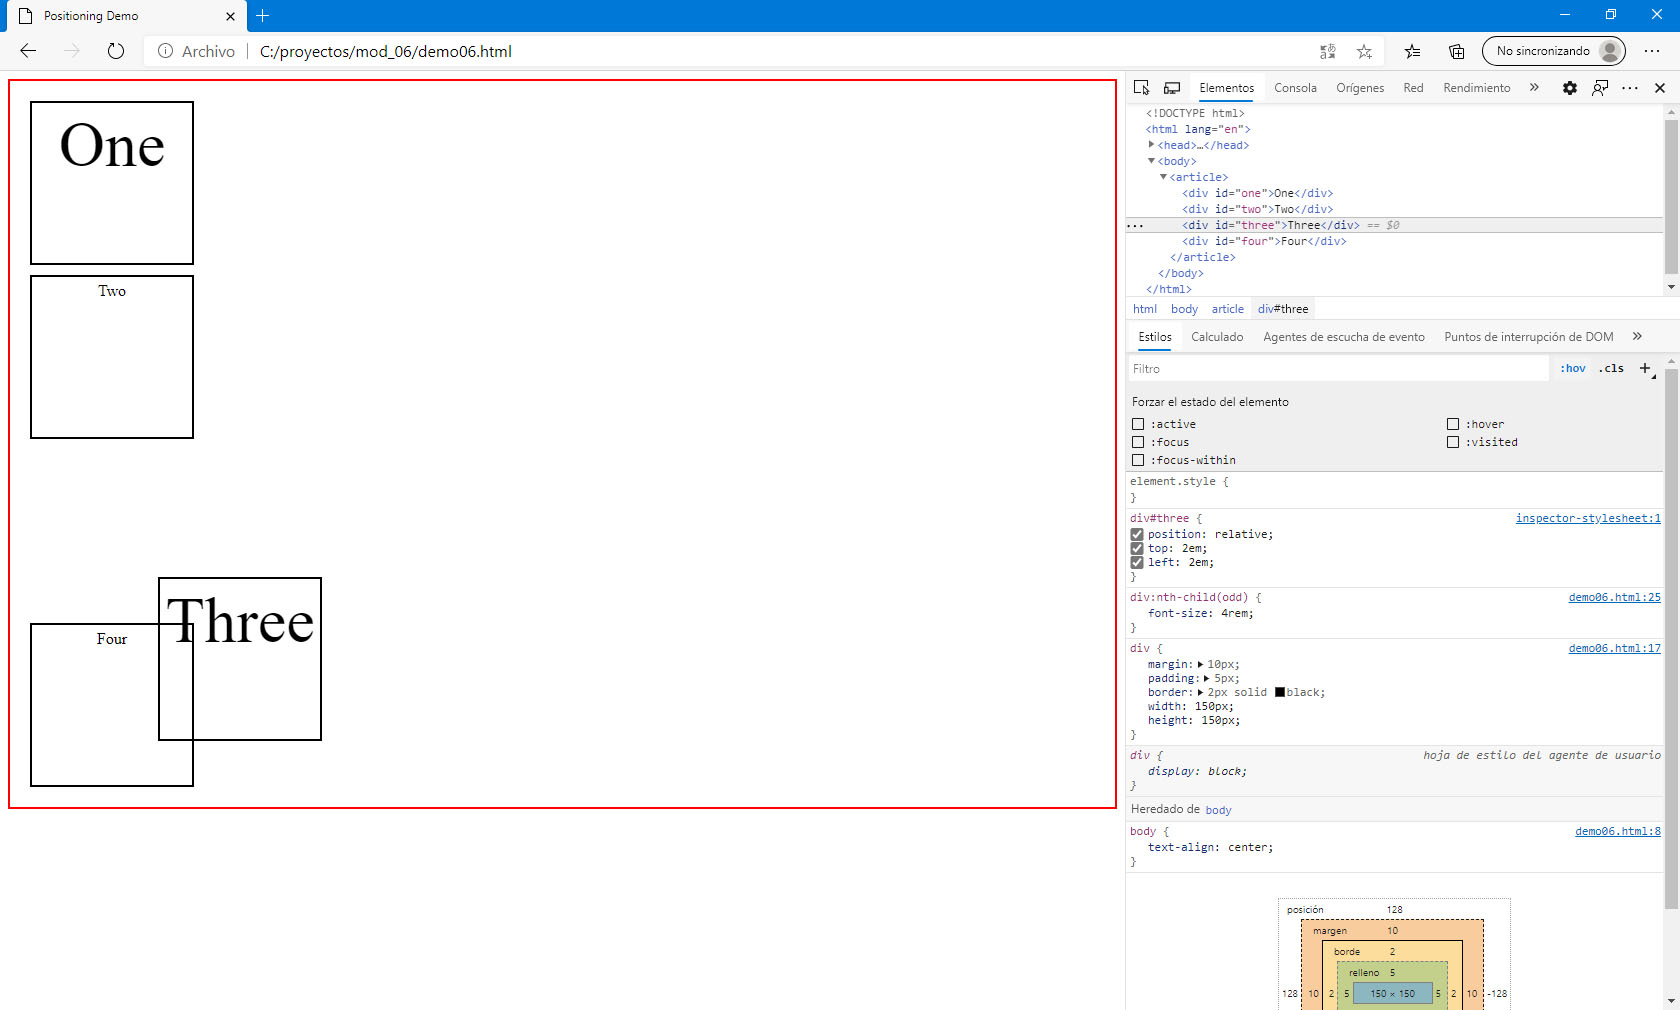 Positioning Demo
Archivo C:/proyectos/mod_06/demo06.html No sincronizando
One
Two
Three
Four
Elementos Consola Orígenes Red Rendimiento
<!DOCTYPE html>
<html lang="en">
<head>…</head>
<body>
<article>
<div id="one">One</div>
<div id="two">Two</div>
<div id="three">Three</div> == $0
<div id="four">Four</div>
</article>
</body>
</html>
html body article div#three
Estilos Calculado Agentes de escucha de evento Puntos de interrupción de DOM
Filtro :hov .cls
Forzar el estado del elemento
:active :hover
:focus :visited
:focus-within
element.style {
}
div#three { inspector-stylesheet:1
position: relative;
top: 2em;
left: 2em;
}
div:nth-child(odd) { demo06.html:25
font-size: 4rem;
}
div { demo06.html:17
margin: 10px;
padding: 5px;
border: 2px solid black;
width: 150px;
height: 150px;
}
div { hoja de estilo del agente de usuario
display: block;
}
Heredado de body
body { demo06.html:8
text-align: center;
}
posición 128
margen 10
borde 2
relleno 5
128 10 2 5 150 × 150 5 2 10 -128